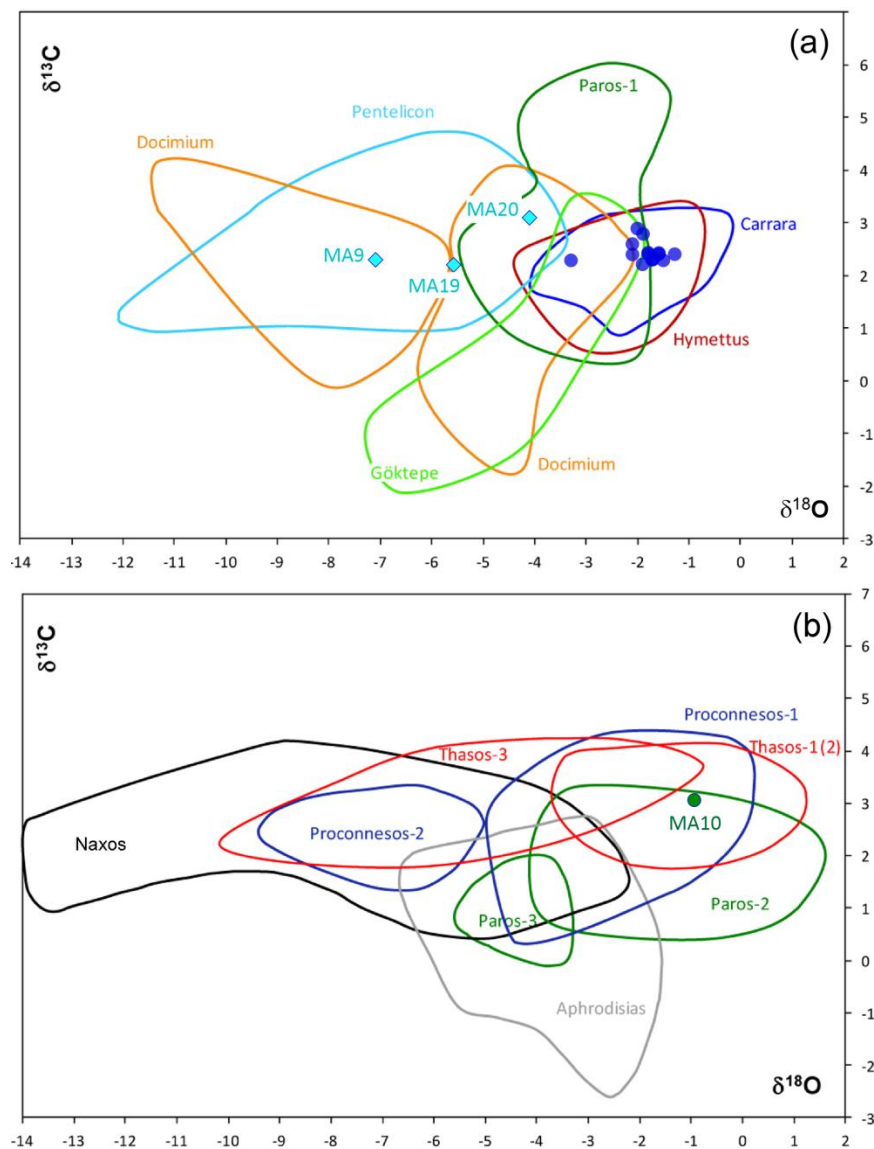 (a)
δ13C
6
5
4
3
2
1
0
-1
-2
-3
Paros-1
Pentelicon
Docimium
MA20
Carrara
MA9
MA19
Hymettus
Göktepe
Docimium
δ18O
-14 -13 -12 -11 -10 -9 -8 -7 -6 -5 -4 -3 -2 -1 0 1 2
(b)
δ13C
7
6
5
4
3
2
1
0
-1
-2
-3
Proconnesos-1
Thasos-3
Thasos-1(2)
Proconnesos-2
MA10
Naxos
Paros-2
Paros-3
Aphrodisias
δ18O
-14 -13 -12 -11 -10 -9 -8 -7 -6 -5 -4 -3 -2 -1 0 1 2